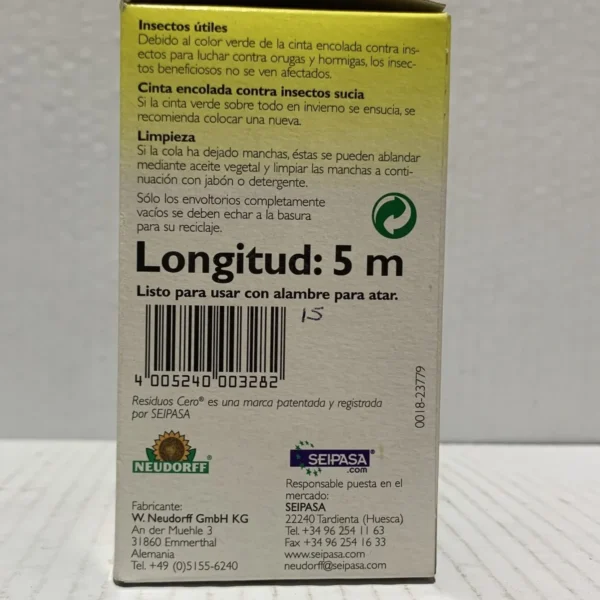 Insectos útiles
Debido al color verde de la cinta encolada contra ins-
ectos para luchar contra orugas y hormigas, los insec-
tos beneficiosos no se ven afectados.
Cinta encolada contra insectos sucia
Si la cinta verde sobre todo en invierno se ensucia, se
recomienda colocar una nueva.
Limpieza
Si la cola ha dejado manchas, éstas se pueden ablandar
mediante aceite vegetal y limpiar las manchas a conti-
nuación con jabón o detergente.
Sólo los envoltorios completamente
vacíos se deben echar a la basura
para su reciclaje.
Longitud: 5 m
Listo para usar con alambre para atar.
15
4 005240 003282
Residuos Cero® es una marca patentada y registrada
por SEIPASA
0018-23779
NEUDORFF®
SEIPASA®
.com
Fabricante:
W. Neudorff GmbH KG
An der Muehle 3
31860 Emmerthal
Alemania
Tel. +49 (0)5155-6240
Responsable puesta en el
mercado:
SEIPASA
22240 Tardienta (Huesca)
Tel. +34 96 254 11 63
Fax +34 96 254 16 33
www.seipasa.com
neudorff@seipasa.com